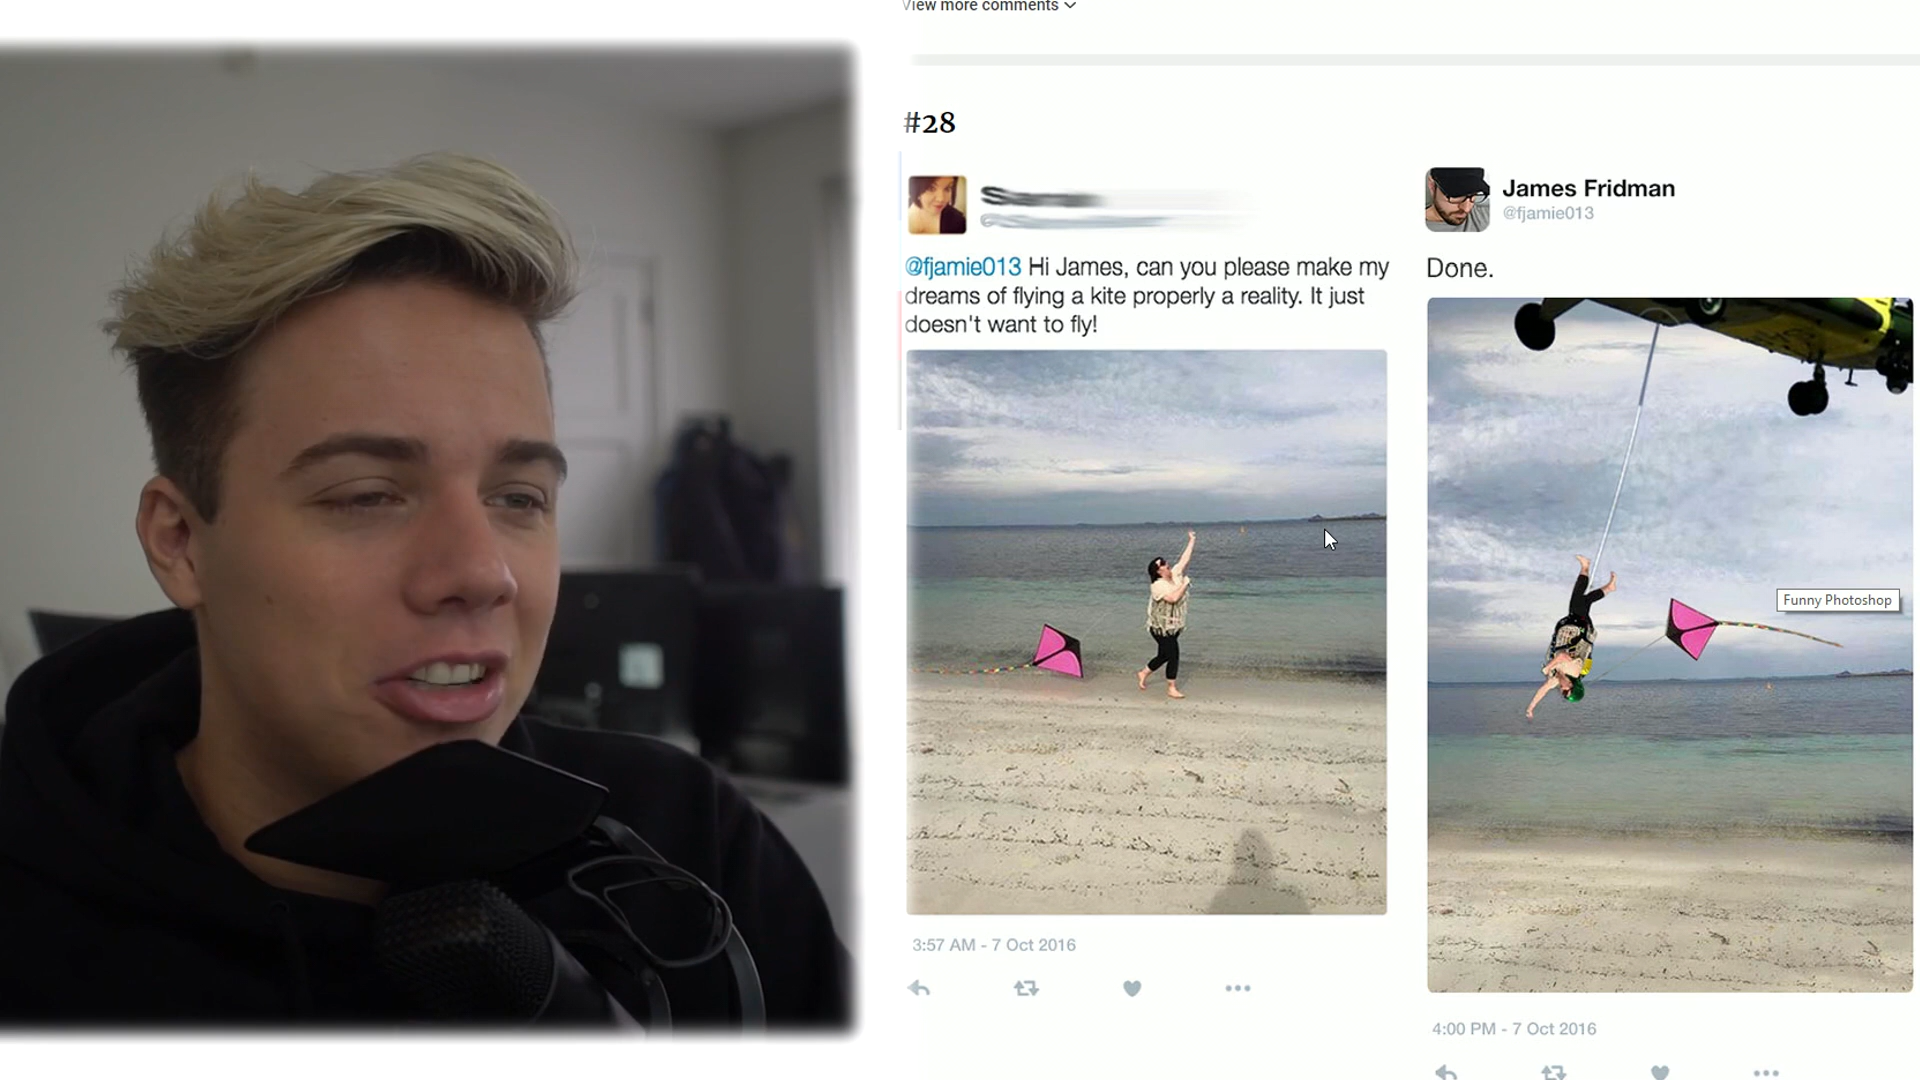 View more comments
#28
@fjamie013 Hi James, can you please make my
dreams of flying a kite properly a reality. It just
doesn't want to fly!
3:57 AM - 7 Oct 2016
James Fridman
@fjamie013
Done.
Funny Photoshop
4:00 PM - 7 Oct 2016